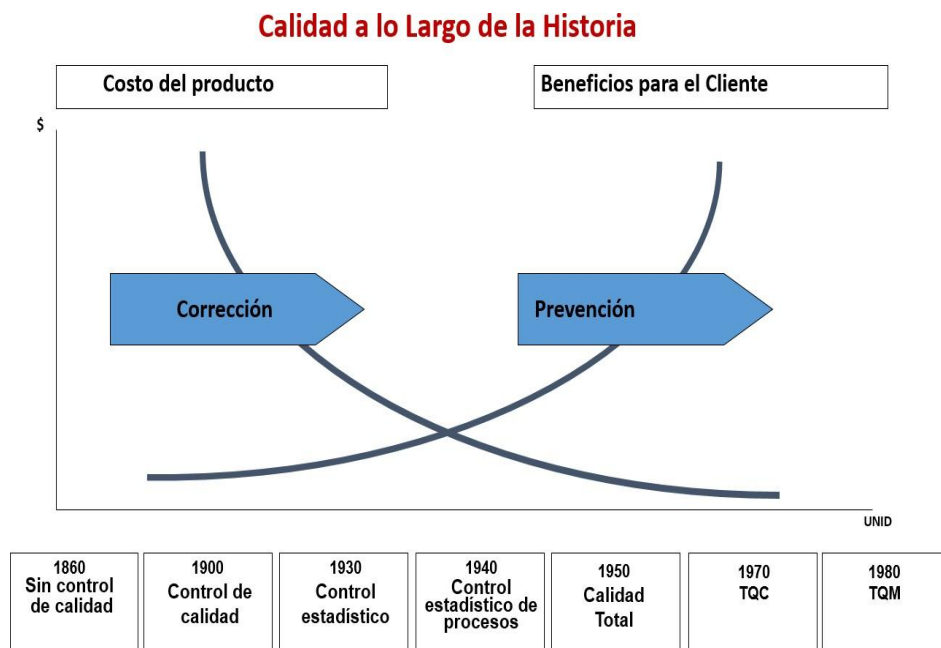 Calidad a lo Largo de la Historia
Costo del producto
Beneficios para el Cliente
$
Corrección
Prevención
UNID
1860
Sin control
de calidad
1900
Control de
calidad
1930
Control
estadístico
1940
Control
estadístico de
procesos
1950
Calidad
Total
1970
TQC
1980
TQM